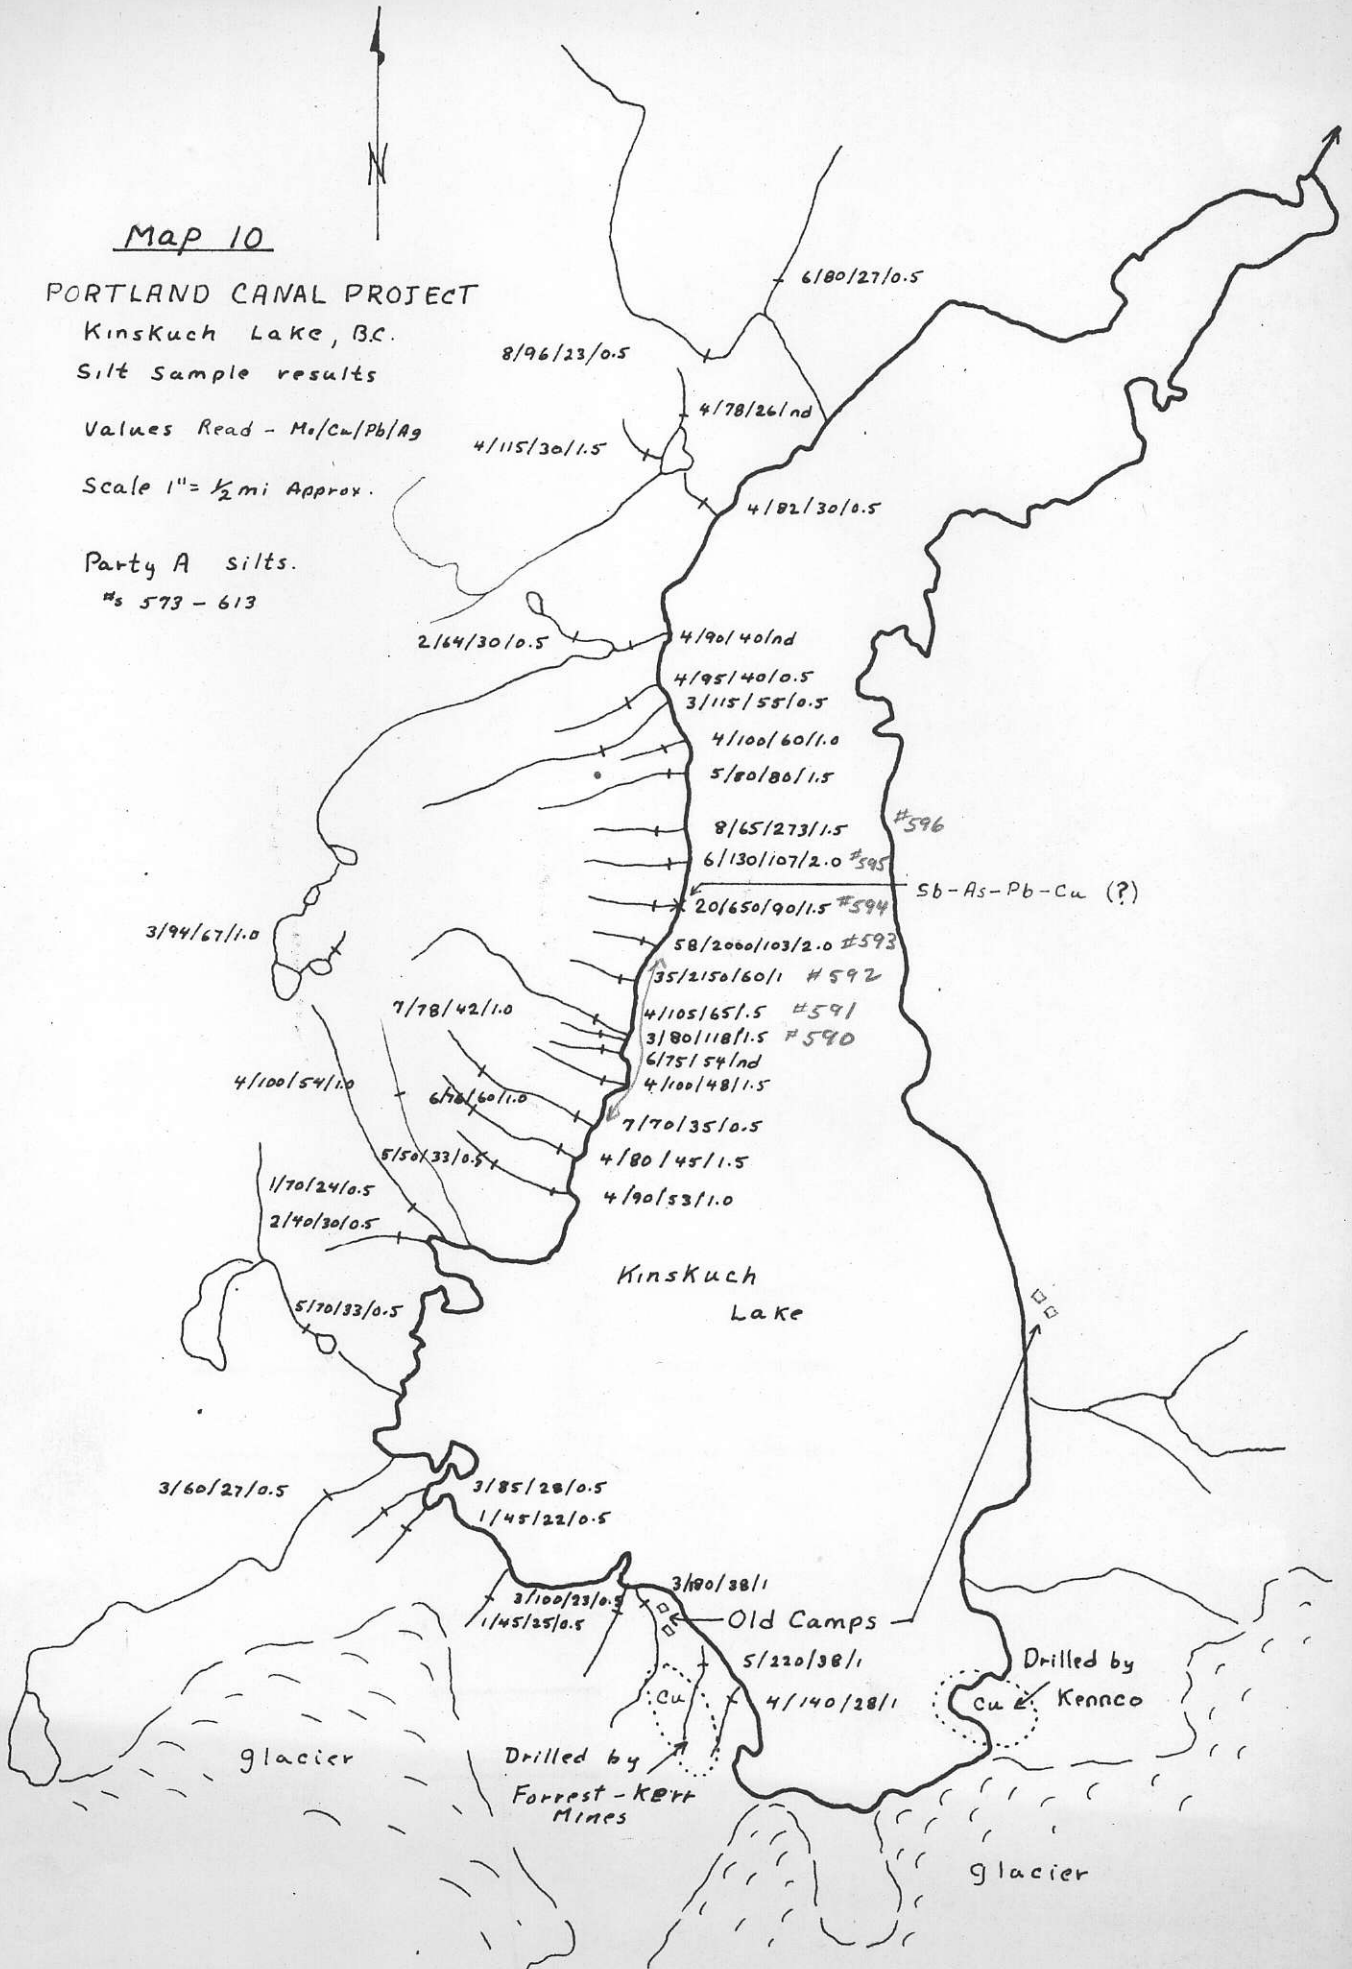 N
Map 10
PORTLAND CANAL PROJECT
Kinskuch Lake, B.C.
Silt Sample results
Values Read - Mo/Cu/Pb/Ag
Scale 1"= ½ mi Approx.
Party A silts.
#s 573 - 613
6/80/27/0.5
8/96/23/0.5
4/78/26/nd
4/115/30/1.5
4/82/30/0.5
2/64/30/0.5
4/90/40/nd
4/95/40/0.5
3/115/55/0.5
4/100/60/1.0
5/80/80/1.5
8/65/273/1.5 #596
6/130/107/2.0 #595
Sb-As-Pb-Cu (?)
20/650/90/1.5 #594
3/94/67/1.0
58/2000/103/2.0 #593
35/2150/60/1 #592
7/78/42/1.0
4/105/65/.5 #591
3/80/118/1.5 #590
6/75/54/nd
4/100/54/1.0
4/100/48/1.5
6/76/60/1.0
7/70/35/0.5
5/50/33/0.5
4/80/45/1.5
1/70/24/0.5
4/90/53/1.0
2/40/30/0.5
Kinskuch
Lake
5/70/33/0.5
3/60/27/0.5
3/85/28/0.5
1/45/22/0.5
3/100/23/0.5
1/45/25/0.5
Old Camps
5/220/38/1
4/140/28/1
Cu
Cu
Drilled by
Kennco
glacier
Drilled by
Forrest-Kerr
Mines
glacier